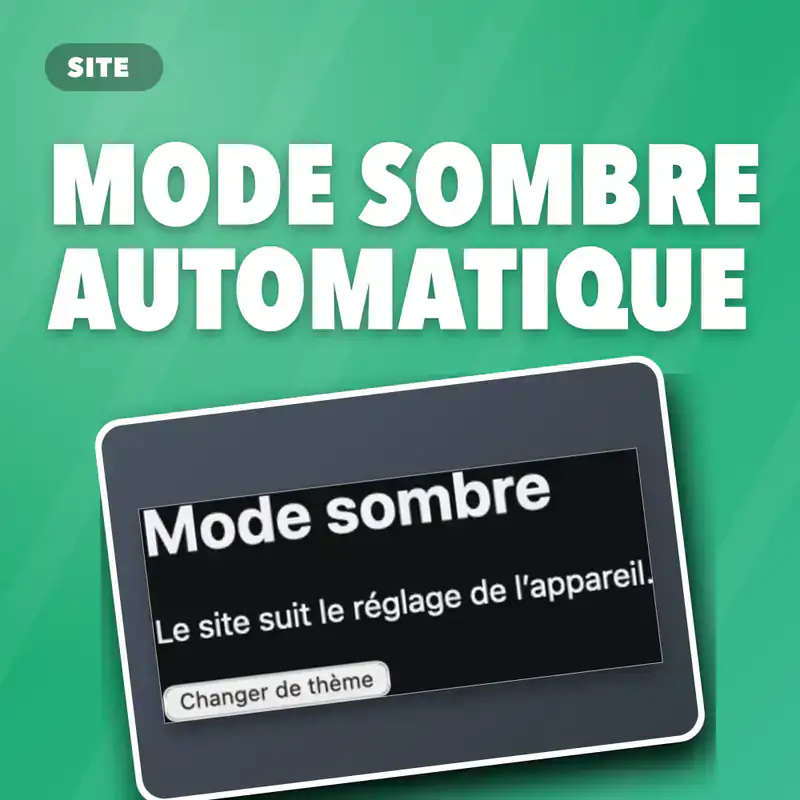 SITE
MODE SOMBRE
AUTOMATIQUE
Mode sombre
Le site suit le réglage de l’appareil.
Changer de thème